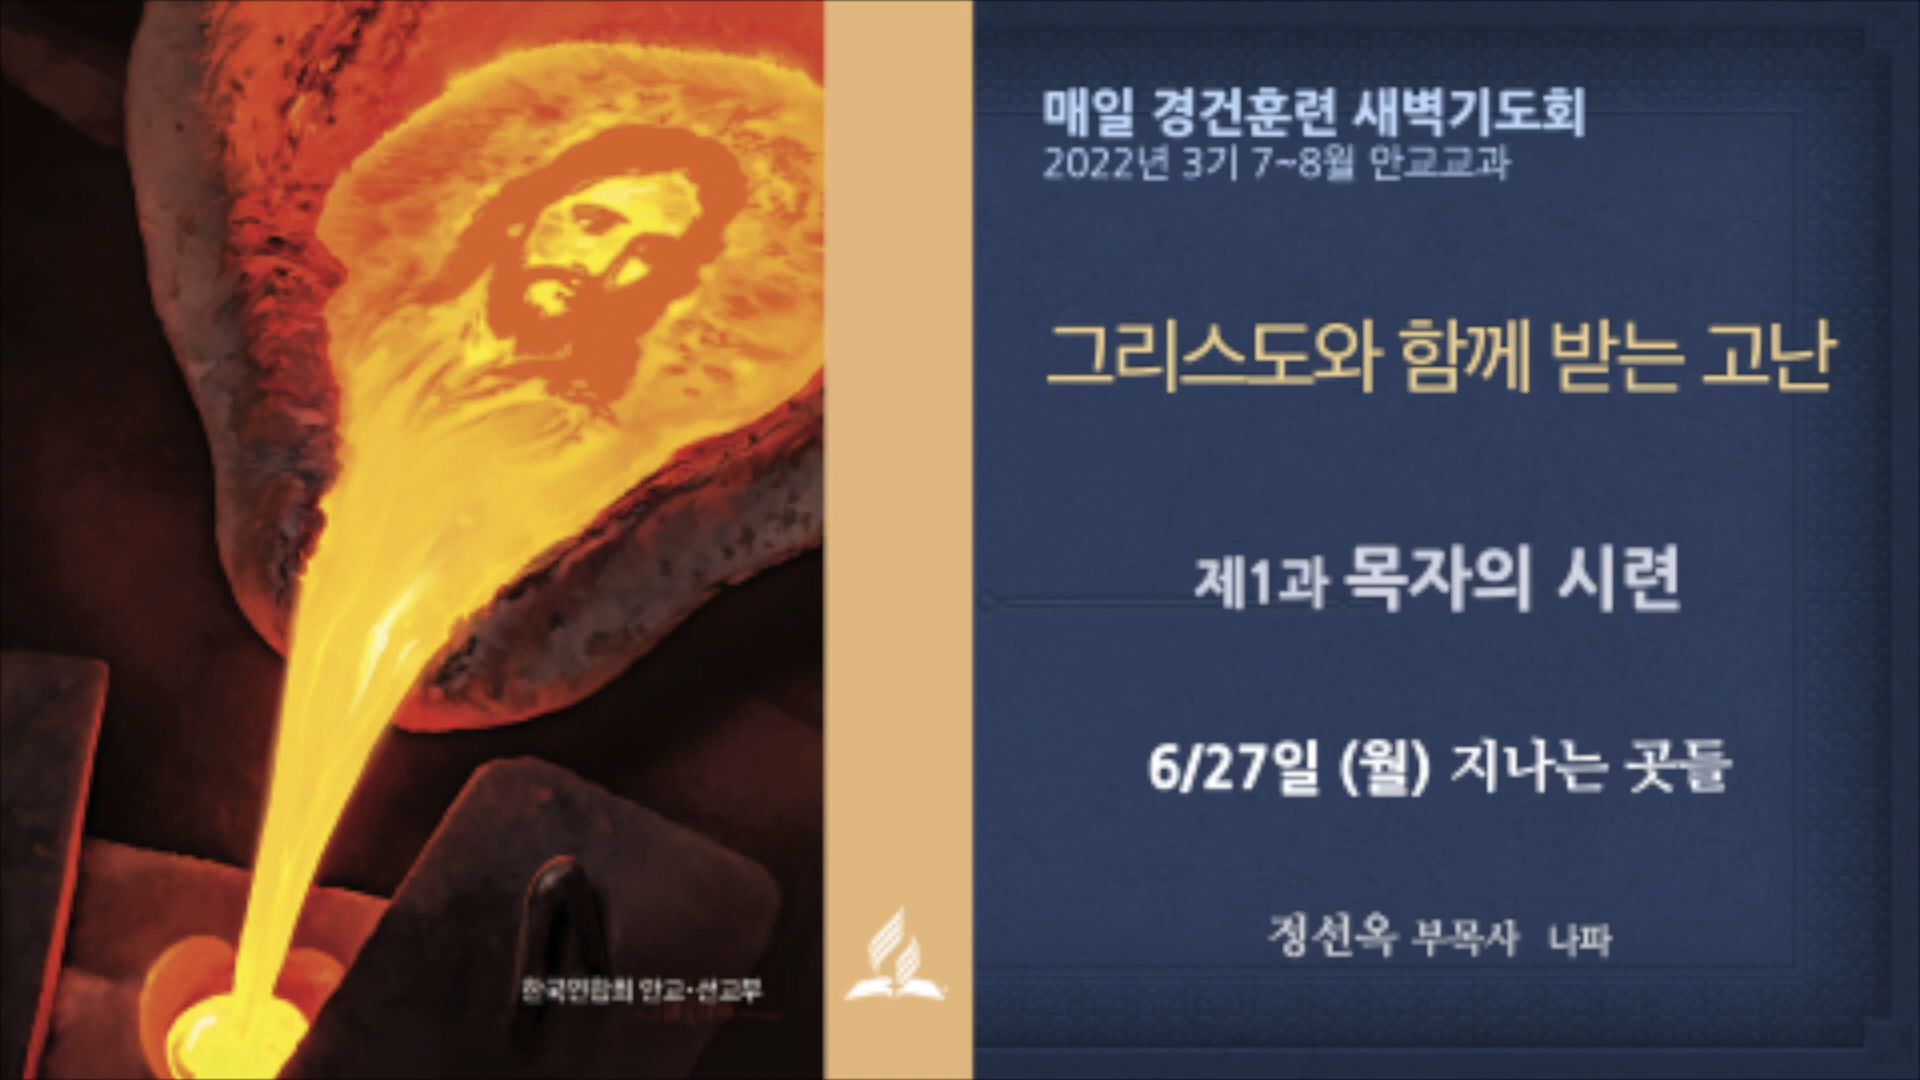 매일 경건훈련 새벽기도회
2022년 3기 7~8월 안교교과
그리스도와 함께 받는 고난
제1과 목자의 시련
6/27일 (월) 지나는 곳들
정선옥 부목사 나파
한국연합회 안교·선교부